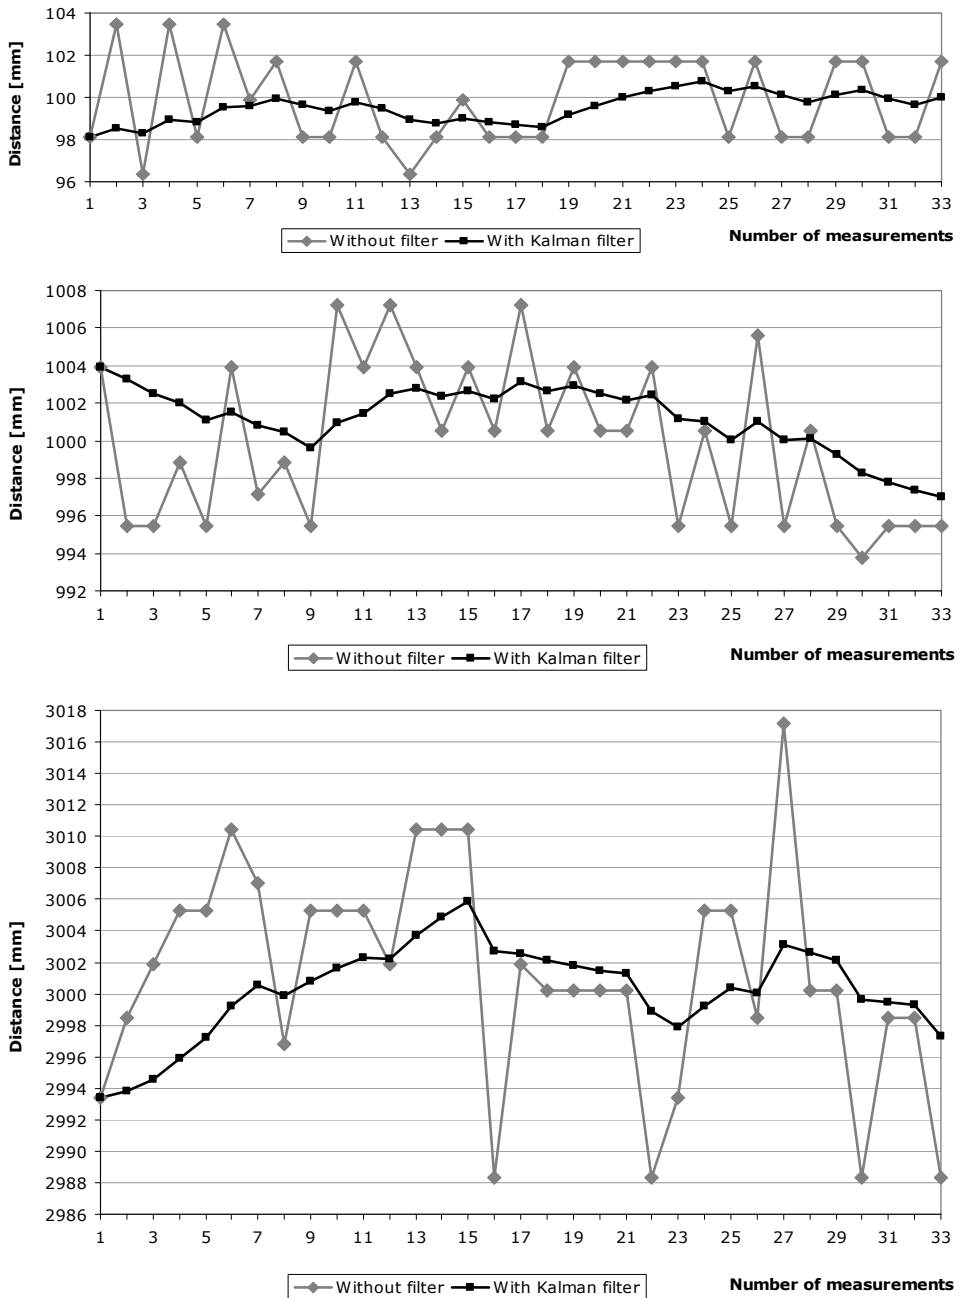 104
102
100
98
96
Distance [mm]
1 3 5 7 9 11 13 15 17 19 21 23 25 27 29 31 33
Without filter With Kalman filter
Number of measurements
1008
1006
1004
1002
1000
998
996
994
992
Distance [mm]
1 3 5 7 9 11 13 15 17 19 21 23 25 27 29 31 33
Without filter With Kalman filter
Number of measurements
3018
3016
3014
3012
3010
3008
3006
3004
3002
3000
2998
2996
2994
2992
2990
2988
2986
Distance [mm]
1 3 5 7 9 11 13 15 17 19 21 23 25 27 29 31 33
Without filter With Kalman filter
Number of measurements